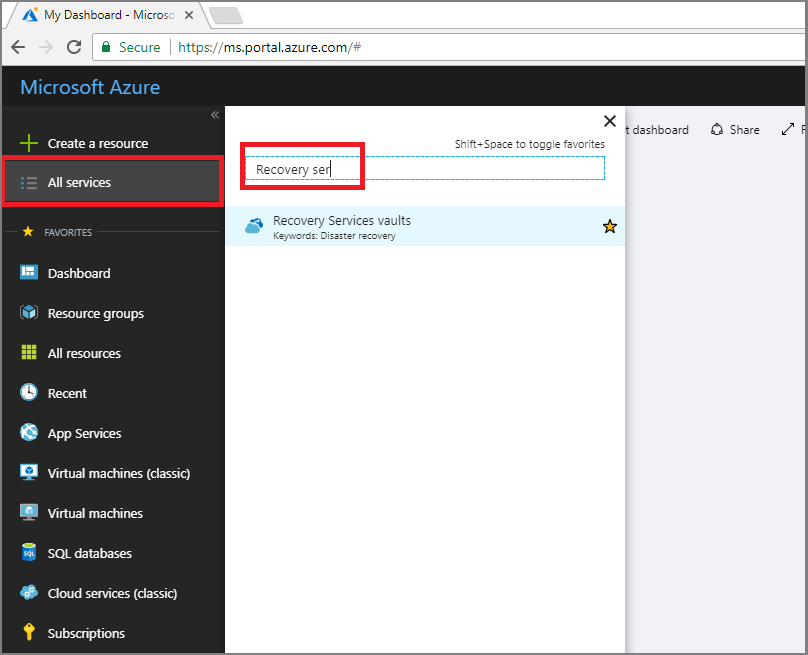 My Dashboard - Microso
Secure
https://ms.portal.azure.com/#
Microsoft Azure
Create a resource
All services
FAVORITES
Dashboard
Resource groups
All resources
Recent
App Services
Virtual machines (classic)
Virtual machines
SQL databases
Cloud services (classic)
Subscriptions
Shift+Space to toggle favorites
Recovery ser
Recovery Services vaults
Keywords: Disaster recovery
t dashboard
Share
F